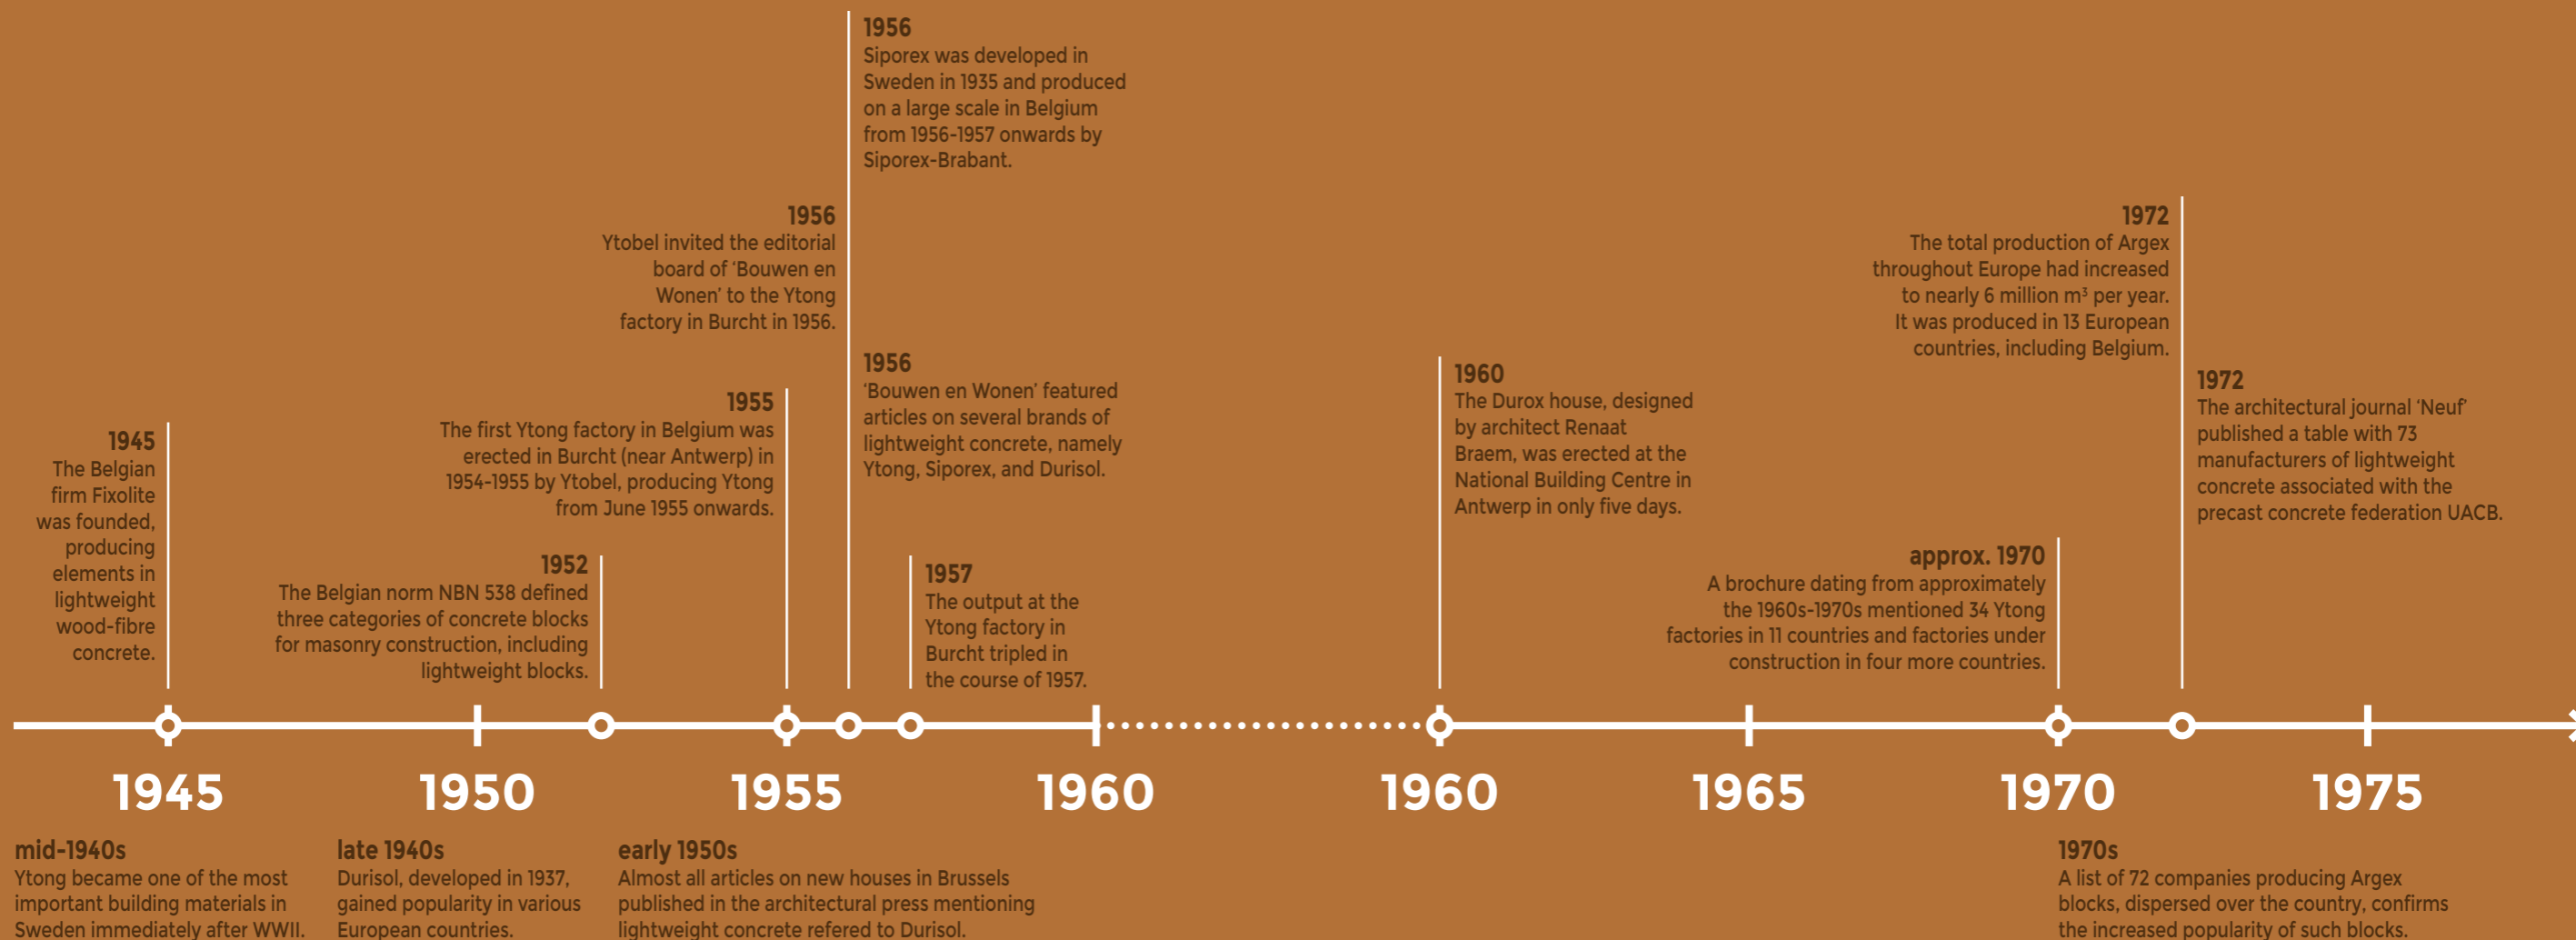 1956
Siporex was developed in
Sweden in 1935 and produced
on a large scale in Belgium
from 1956-1957 onwards by
Siporex-Brabant.
1956
Ytobel invited the editorial
board of ‘Bouwen en
Wonen’ to the Ytong
factory in Burcht in 1956.
1956
‘Bouwen en Wonen’ featured
articles on several brands of
lightweight concrete, namely
Ytong, Siporex, and Durisol.
1955
The first Ytong factory in Belgium was
erected in Burcht (near Antwerp) in
1954-1955 by Ytobel, producing Ytong
from June 1955 onwards.
1945
The Belgian
firm Fixolite
was founded,
producing
elements in
lightweight
wood-fibre
concrete.
1952
The Belgian norm NBN 538 defined
three categories of concrete blocks
for masonry construction, including
lightweight blocks.
1957
The output at the
Ytong factory in
Burcht tripled in
the course of 1957.
1960
The Durox house, designed
by architect Renaat
Braem, was erected at the
National Building Centre in
Antwerp in only five days.
1972
The total production of Argex
throughout Europe had increased
to nearly 6 million m³ per year.
It was produced in 13 European
countries, including Belgium.
1972
The architectural journal ‘Neuf’
published a table with 73
manufacturers of lightweight
concrete associated with the
precast concrete federation UACB.
approx. 1970
A brochure dating from approximately
the 1960s-1970s mentioned 34 Ytong
factories in 11 countries and factories under
construction in four more countries.
1945 1950 1955 1960 1960 1965 1970 1975
mid-1940s
Ytong became one of the most
important building materials in
Sweden immediately after WWII.
late 1940s
Durisol, developed in 1937,
gained popularity in various
European countries.
early 1950s
Almost all articles on new houses in Brussels
published in the architectural press mentioning
lightweight concrete refered to Durisol.
1970s
A list of 72 companies producing Argex
blocks, dispersed over the country, confirms
the increased popularity of such blocks.